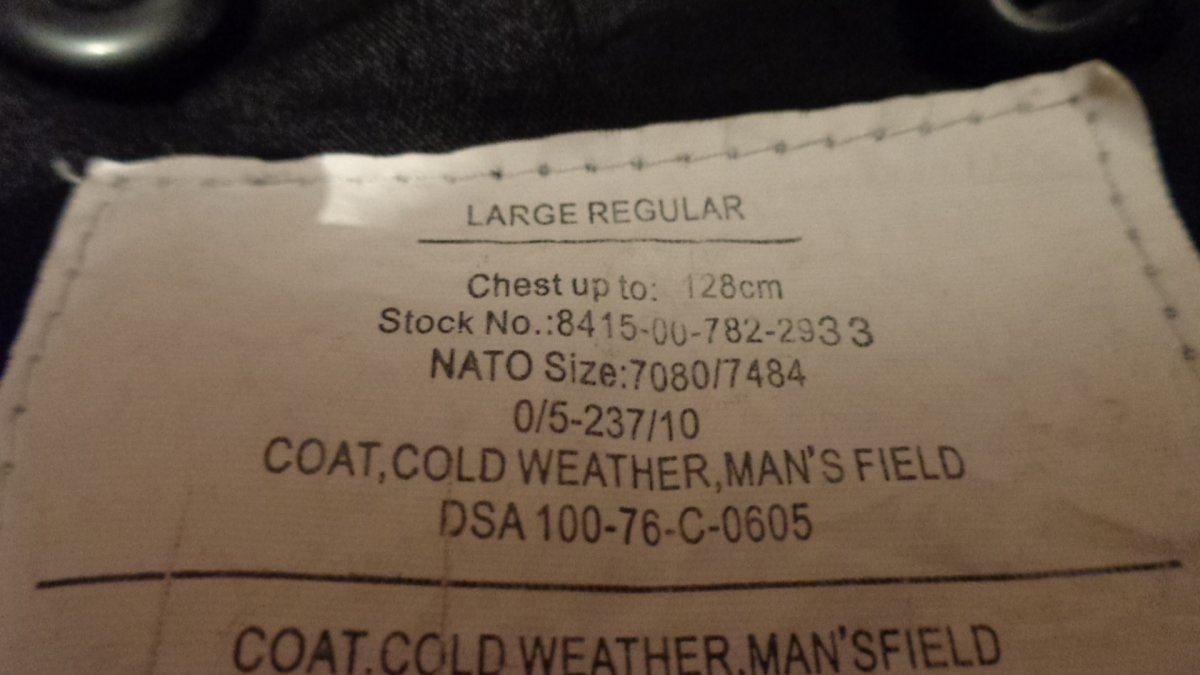 LARGE REGULAR
Chest up to: 128cm
Stock No.:8415-00-782-2933
NATO Size:7080/7484
0/5-237/10
COAT,COLD WEATHER,MAN'S FIELD
DSA 100-76-C-0605
COAT,COLD WEATHER,MAN'SFIELD